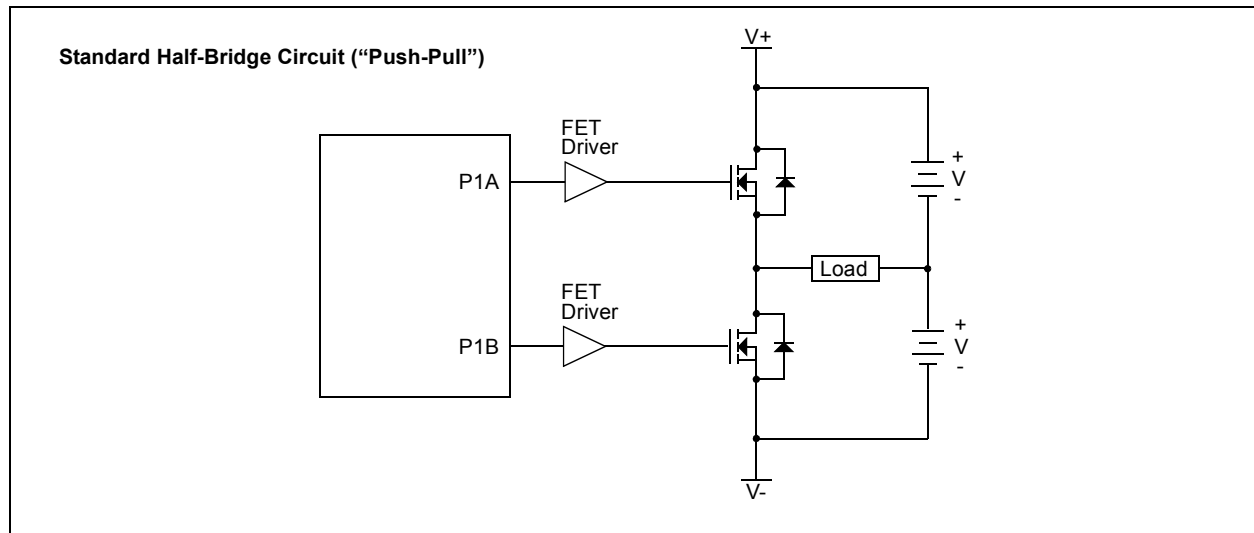 Standard Half-Bridge Circuit (“Push-Pull”)
V+
FET
Driver
P1A
+
V
-
Load
FET
Driver
P1B
+
V
-
V-